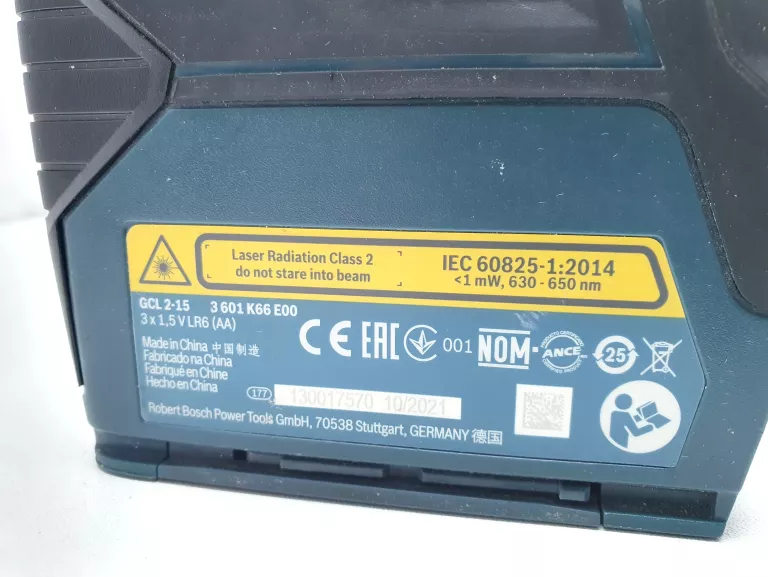 Laser Radiation Class 2
do not stare into beam
IEC 60825-1:2014
<1 mW, 630 - 650 nm
GCL 2-15 3 601 K66 E00
3 x 1,5 V LR6 (AA)
Made in China 中国制造
Fabricado na China
Fabriqué en Chine
Hecho en China
CE EAC 001 NOM ANCE 25
177 130017570 10/2021
Robert Bosch Power Tools GmbH, 70538 Stuttgart, GERMANY 德国